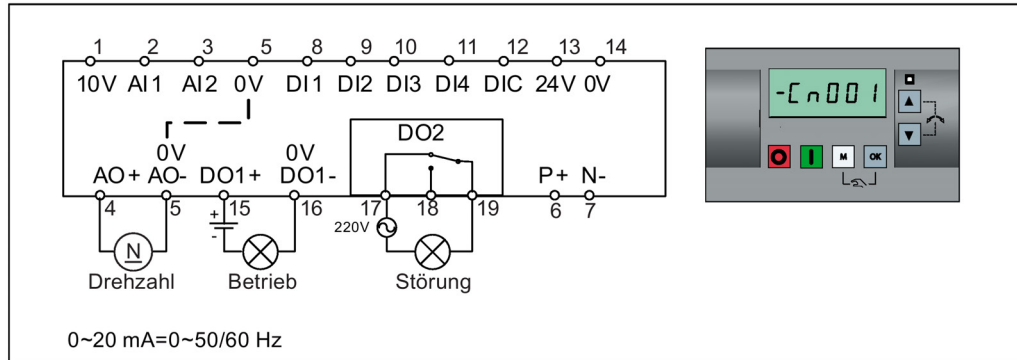 1 2 3 5 8 9 10 11 12 13 14
10V AI1 AI2 0V DI1 DI2 DI3 DI4 DIC 24V 0V
DO2
0V 0V
AO+ AO- DO1+ DO1- P+ N-
4 5 15 16 17 18 19 6 7
+
-
220V
N
Drehzahl Betrieb Störung
0~20 mA=0~50/60 Hz
-Cn001
M OK